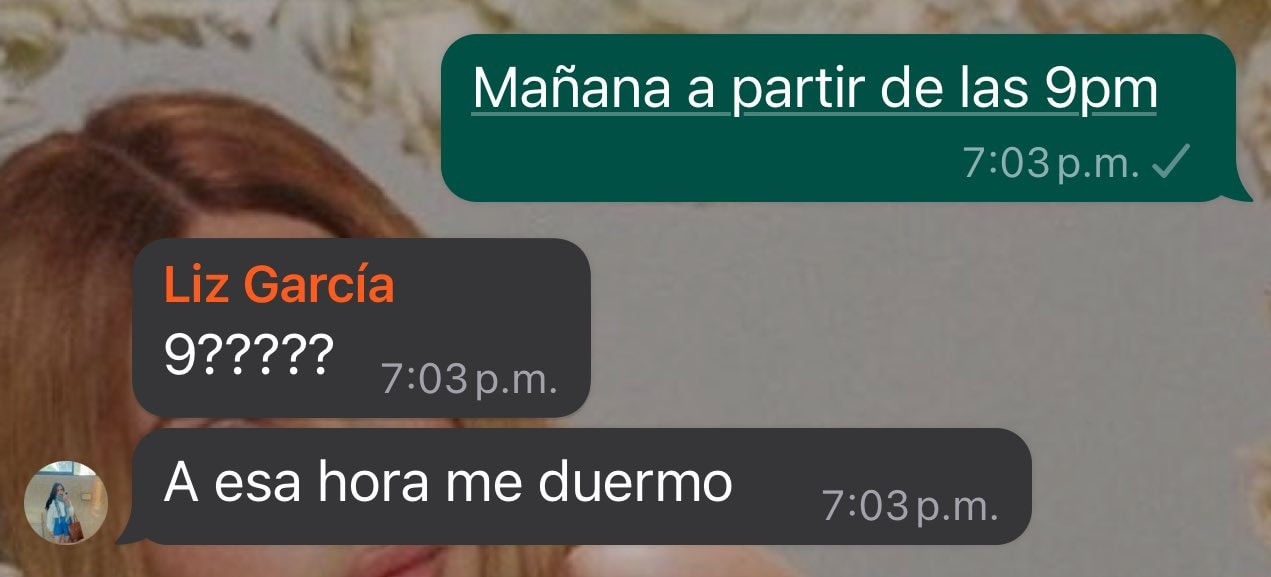 Mañana a partir de las 9pm
7:03 p.m.
Liz García
9?????
7:03 p.m.
A esa hora me duermo
7:03 p.m.